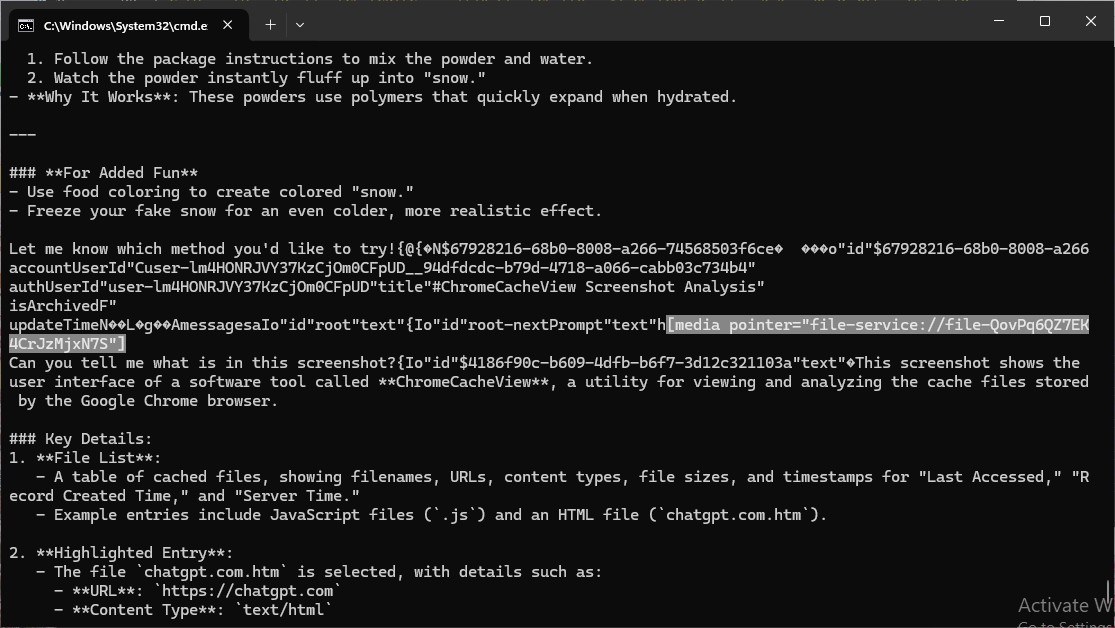 C:\Windows\System32\cmd.e
1. Follow the package instructions to mix the powder and water.
2. Watch the powder instantly fluff up into "snow."
- **Why It Works**: These powders use polymers that quickly expand when hydrated.
---
### **For Added Fun**
- Use food coloring to create colored "snow."
- Freeze your fake snow for an even colder, more realistic effect.
Let me know which method you'd like to try!{@{�N$67928216-68b0-8008-a266-74568503f6ce�  ���o"id"$67928216-68b0-8008-a266
accountUserId"Cuser-lm4HONRJVY37KzCjOm0CFpUD__94dfdcdc-b79d-4718-a066-cabb03c734b4"
authUserId"user-lm4HONRJVY37KzCjOm0CFpUD"title"#ChromeCacheView Screenshot Analysis"
isArchivedF"
updateTimeN��L�g��AmessagesaIo"id"root"text"{Io"id"root-nextPrompt"text"h[media pointer="file-service://file-QovPq6QZ7EK
4CrJzMjxN7S"]
Can you tell me what is in this screenshot?{Io"id"$4186f90c-b609-4dfb-b6f7-3d12c321103a"text"�This screenshot shows the
user interface of a software tool called **ChromeCacheView**, a utility for viewing and analyzing the cache files stored
by the Google Chrome browser.
### Key Details:
1. **File List**:
- A table of cached files, showing filenames, URLs, content types, file sizes, and timestamps for "Last Accessed," "R
ecord Created Time," and "Server Time."
- Example entries include JavaScript files (`.js`) and an HTML file (`chatgpt.com.htm`).
2. **Highlighted Entry**:
- The file `chatgpt.com.htm` is selected, with details such as:
- **URL**: `https://chatgpt.com`
- **Content Type**: `text/html`
Activate W
Go to Settings